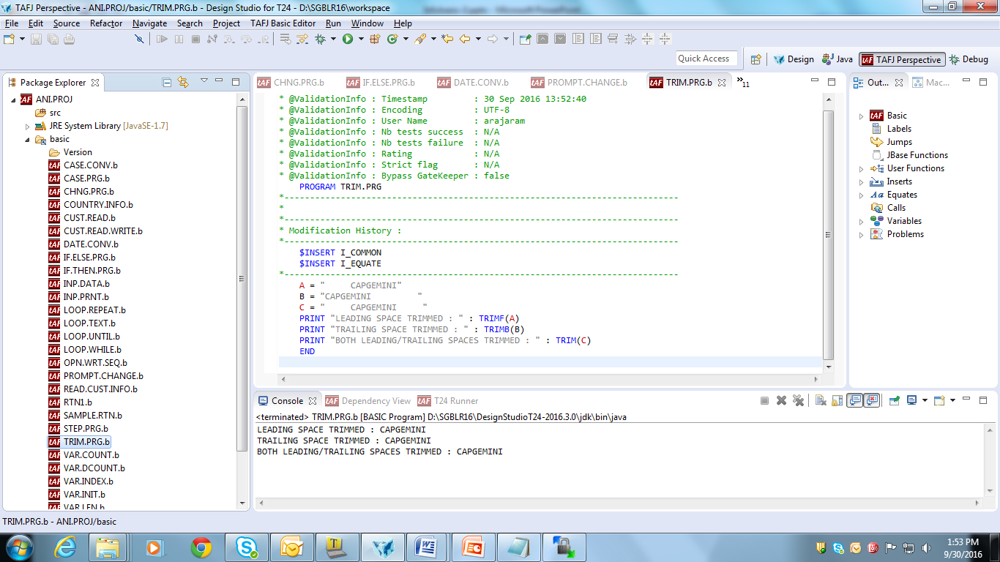 TAFJ Perspective - ANI.PROJ/basic/TRIM.PRG.b - Design Studio for T24 - D:\SGBLR16\workspace
File Edit Source Refactor Navigate Search Project TAFJ Basic Editor Run Window Help
Quick Access Design Java TAFJ Perspective Debug
Package Explorer
ANI.PROJ
src
JRE System Library [JavaSE-1.7]
basic
Version
CASE.CONV.b
CASE.PRG.b
CHNG.PRG.b
COUNTRY.INFO.b
CUST.READ.b
CUST.READ.WRITE.b
DATE.CONV.b
IF.ELSE.PRG.b
IF.THEN.PRG.b
INP.DATA.b
INP.PRNT.b
LOOP.REPEAT.b
LOOP.TEXT.b
LOOP.UNTIL.b
LOOP.WHILE.b
OPN.WRT.SEQ.b
PROMPT.CHANGE.b
READ.CUST.INFO.b
RTN1.b
SAMPLE.RTN.b
STEP.PRG.b
TRIM.PRG.b
VAR.COUNT.b
VAR.DCOUNT.b
VAR.INDEX.b
VAR.INIT.b
VAR.LEN.b
CHNG.PRG.b IF.ELSE.PRG.b DATE.CONV.b PROMPT.CHANGE.b TRIM.PRG.b »11
* @ValidationInfo : Timestamp         : 30 Sep 2016 13:52:40
* @ValidationInfo : Encoding          : UTF-8
* @ValidationInfo : User Name         : arajaram
* @ValidationInfo : Nb tests success  : N/A
* @ValidationInfo : Nb tests failure  : N/A
* @ValidationInfo : Rating            : N/A
* @ValidationInfo : Strict flag       : N/A
* @ValidationInfo : Bypass GateKeeper : false
PROGRAM TRIM.PRG
*-----------------------------------------------------------------------------
*
*-----------------------------------------------------------------------------
* Modification History :
*-----------------------------------------------------------------------------
$INSERT I_COMMON
$INSERT I_EQUATE
*-----------------------------------------------------------------------------
A = "     CAPGEMINI"
B = "CAPGEMINI         "
C = "     CAPGEMINI     "
PRINT "LEADING SPACE TRIMMED : " : TRIMF(A)
PRINT "TRAILING SPACE TRIMMED : " : TRIMB(B)
PRINT "BOTH LEADING/TRAILING SPACES TRIMMED : " : TRIM(C)
END
Out... Mac...
Basic
Labels
Jumps
JBase Functions
User Functions
Inserts
Equates
Calls
Variables
Problems
Console Dependency View T24 Runner
<terminated> TRIM.PRG.b [BASIC Program] D:\SGBLR16\DesignStudioT24-2016.3.0\jdk\bin\java
LEADING SPACE TRIMMED : CAPGEMINI
TRAILING SPACE TRIMMED : CAPGEMINI
BOTH LEADING/TRAILING SPACES TRIMMED : CAPGEMINI
TRIM.PRG.b - ANI.PROJ/basic
1:53 PM
9/30/2016